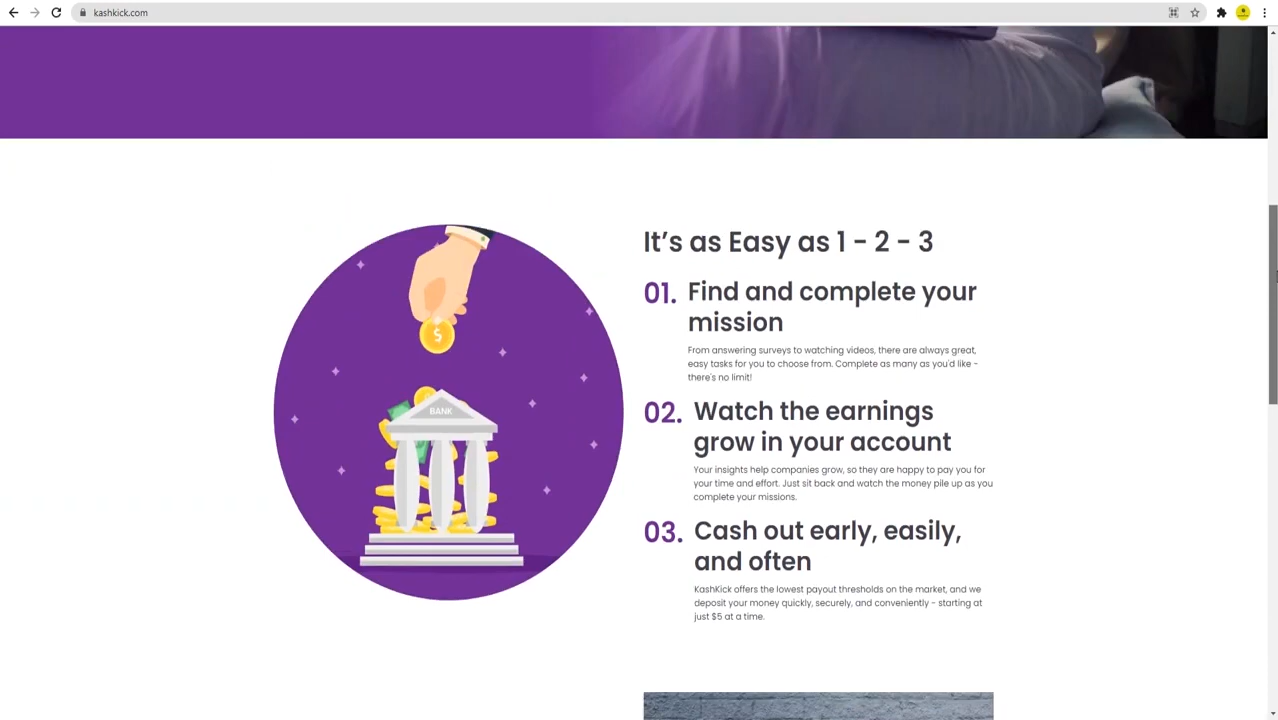 kashkick.com
It's as Easy as 1 - 2 - 3
01. Find and complete your
mission
From answering surveys to watching videos, there are always great,
easy tasks for you to choose from. Complete as many as you'd like -
there's no limit!
02. Watch the earnings
grow in your account
Your insights help companies grow, so they are happy to pay you for
your time and effort. Just sit back and watch the money pile up as you
complete your missions.
03. Cash out early, easily,
and often
KashKick offers the lowest payout thresholds on the market, and we
deposit your money quickly, securely, and conveniently - starting at
just $5 at a time.
$
BANK